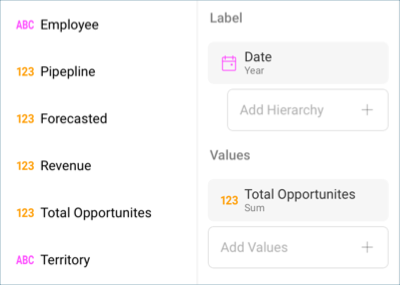 ABC Employee
123 Pipepline
123 Forecasted
123 Revenue
123 Total Opportunites
ABC Territory
Label
Date
Year
Add Hierarchy +
Values
123 Total Opportunites
Sum
Add Values +